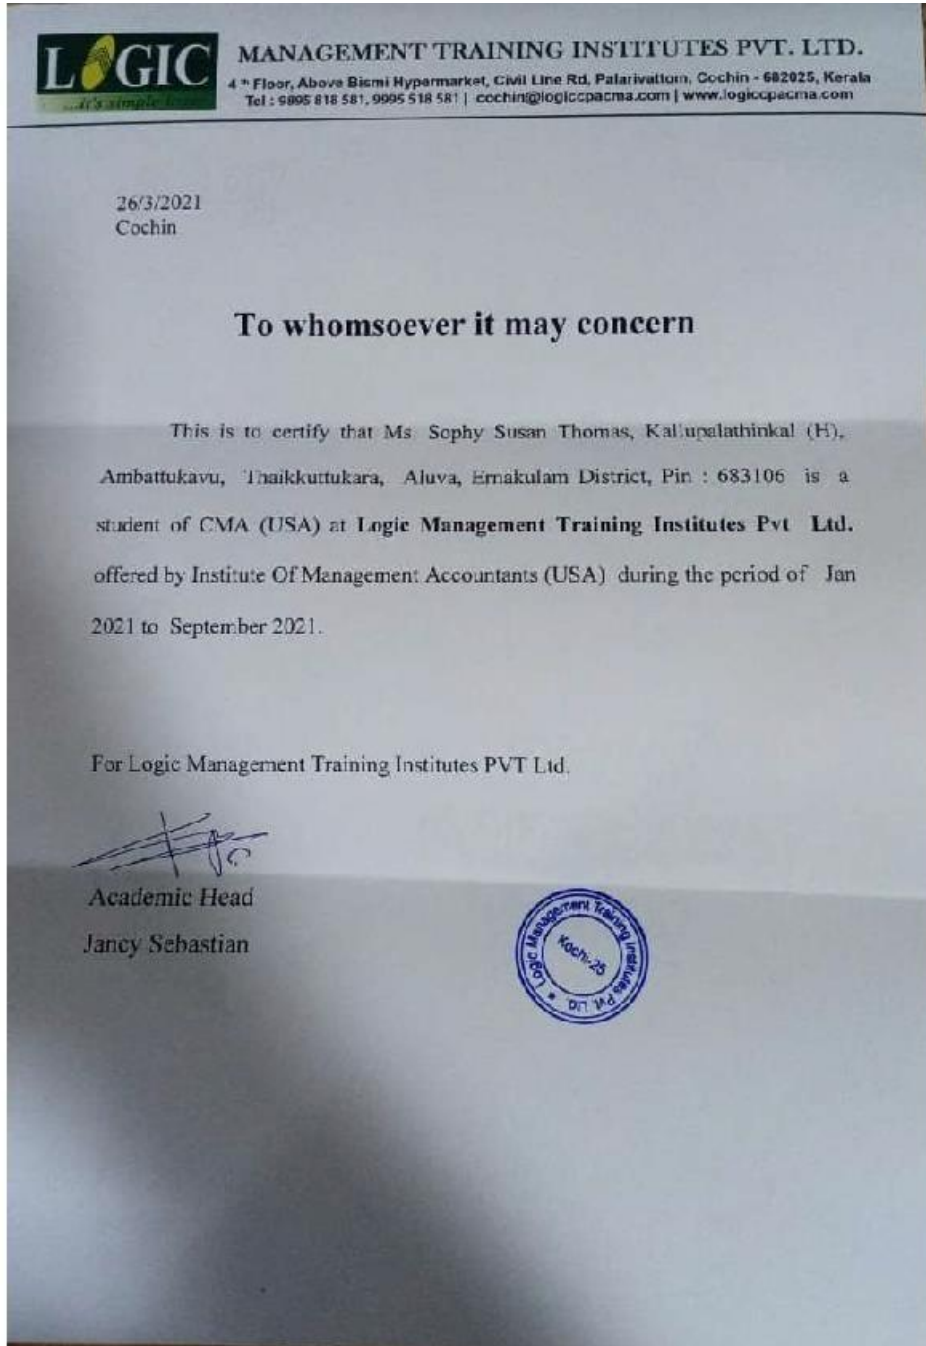 LOGIC
...it's simple
MANAGEMENT TRAINING INSTITUTES PVT. LTD.
4 th Floor, Above Bismi Hypermarket, Civil Line Rd, Palarivattom, Cochin - 682025, Kerala
Tel : 9895 818 581, 9995 518 581 | cochin@logiccpacma.com | www.logiccpacma.com
26/3/2021
Cochin
To whomsoever it may concern
This is to certify that Ms Sophy Susan Thomas, Kallupalathinkal (H),
Ambattukavu, Thaikkuttukara, Aluva, Ernakulam District, Pin : 683106 is a
student of CMA (USA) at Logic Management Training Institutes Pvt Ltd.
offered by Institute Of Management Accountants (USA) during the period of Jan
2021 to September 2021.
For Logic Management Training Institutes PVT Ltd.
Academic Head
Jancy Sebastian
Logic Management Training Institutes Pvt. Ltd.
Kochi-25